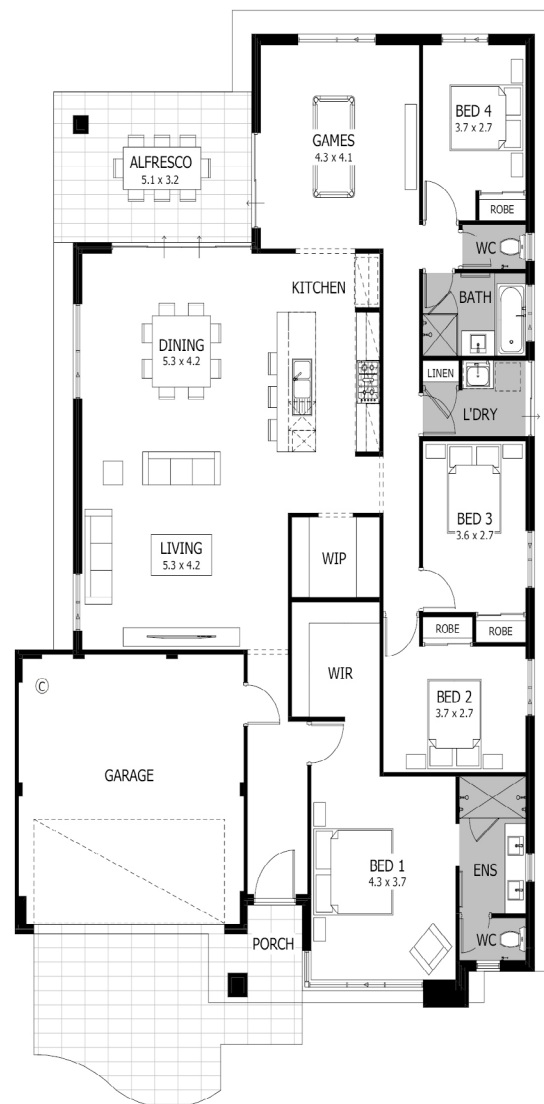 BED 4
3.7 x 2.7
GAMES
4.3 x 4.1
ALFRESCO
5.1 x 3.2
ROBE
WC
KITCHEN
BATH
DINING
5.3 x 4.2
LINEN
L'DRY
BED 3
3.6 x 2.7
LIVING
5.3 x 4.2
WIP
ROBE
ROBE
WIR
C
BED 2
3.7 x 2.7
GARAGE
BED 1
4.3 x 3.7
ENS
PORCH
WC